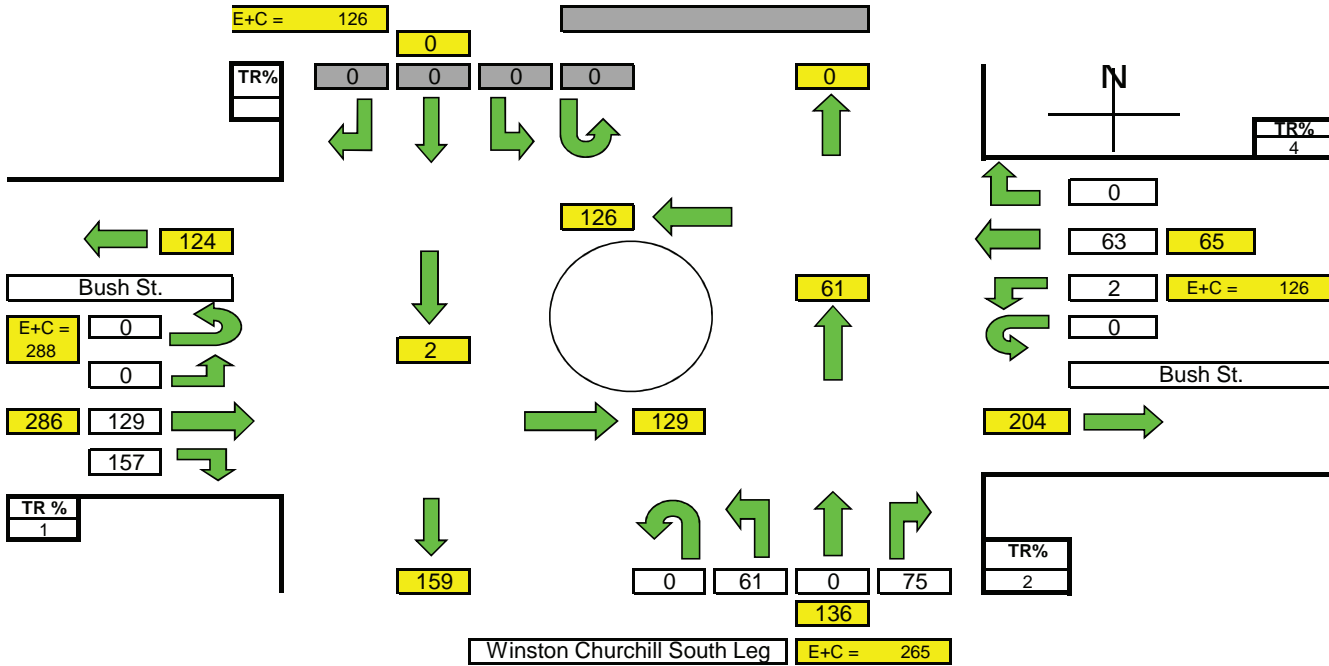 E+C = 126
0
TR%
0 0 0 0
0
N
TR%
4
0
126
124
63 65
Bush St.
61
2 E+C = 126
E+C =
288
0
0
2
0
Bush St.
286 129
129
204
157
TR %
1
TR%
2
159
0 61 0 75
136
Winston Churchill South Leg E+C = 265